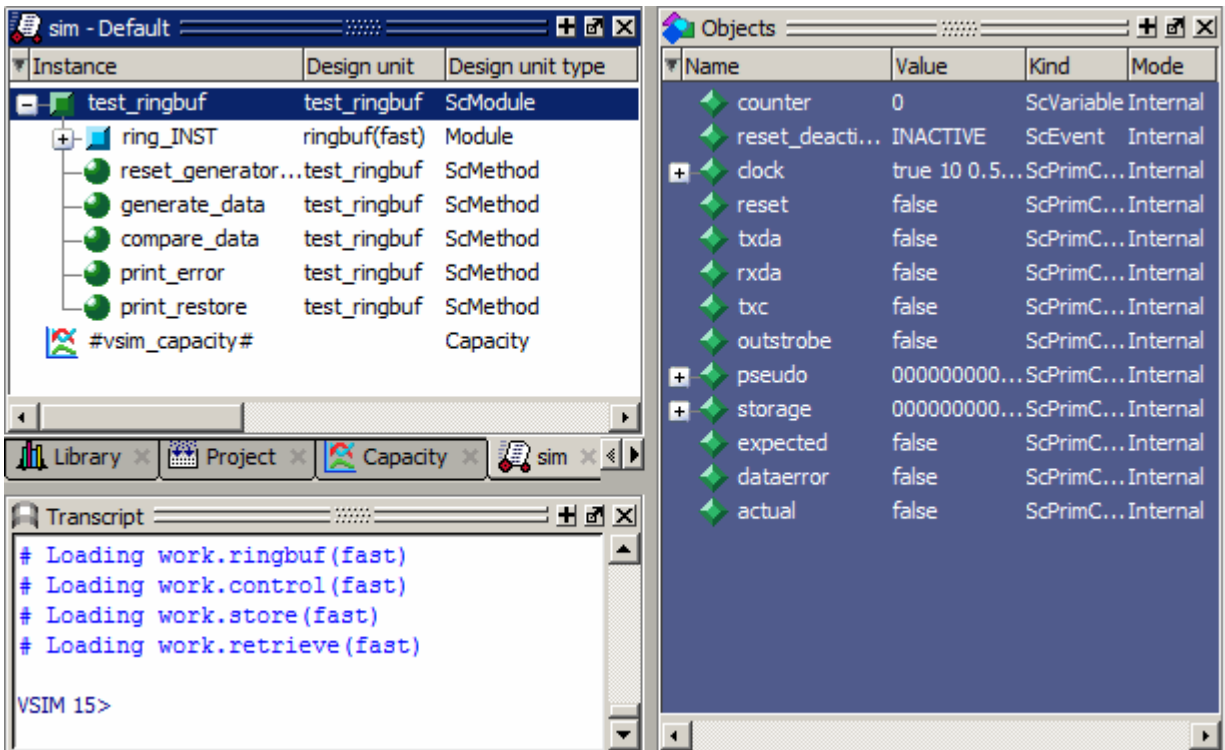 sim - Default
Instance Design unit Design unit type
test_ringbuf test_ringbuf ScModule
ring_INST ringbuf(fast) Module
reset_generator... test_ringbuf ScMethod
generate_data test_ringbuf ScMethod
compare_data test_ringbuf ScMethod
print_error test_ringbuf ScMethod
print_restore test_ringbuf ScMethod
#vsim_capacity# Capacity
Library Project Capacity sim
Transcript
# Loading work.ringbuf(fast)
# Loading work.control(fast)
# Loading work.store(fast)
# Loading work.retrieve(fast)
VSIM 15>
Objects
Name Value Kind Mode
counter 0 ScVariable Internal
reset_deacti... INACTIVE ScEvent Internal
clock true 10 0.5... ScPrimC... Internal
reset false ScPrimC... Internal
txda false ScPrimC... Internal
rxda false ScPrimC... Internal
txc false ScPrimC... Internal
outstrobe false ScPrimC... Internal
pseudo 000000000... ScPrimC... Internal
storage 000000000... ScPrimC... Internal
expected false ScPrimC... Internal
dataerror false ScPrimC... Internal
actual false ScPrimC... Internal